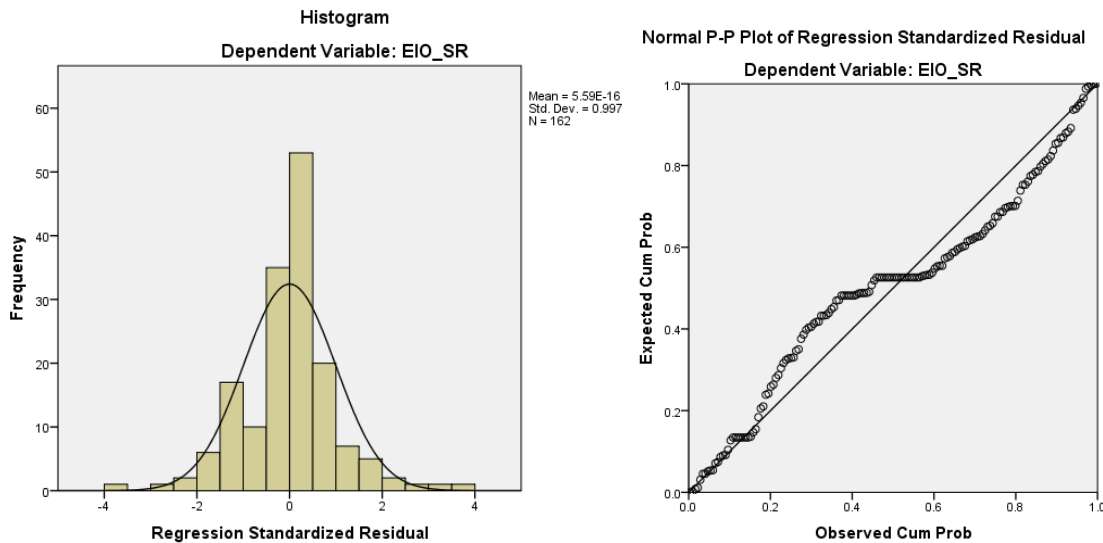 Histogram
Dependent Variable: EIO_SR
Mean = 5.59E-16
Std. Dev. = 0.997
N = 162
60
50
40
30
20
10
0
Frequency
-4
-2
0
2
4
Regression Standardized Residual
Normal P-P Plot of Regression Standardized Residual
Dependent Variable: EIO_SR
1.0
0.8
0.6
0.4
0.2
0.0
Expected Cum Prob
0.0
0.2
0.4
0.6
0.8
1.0
Observed Cum Prob